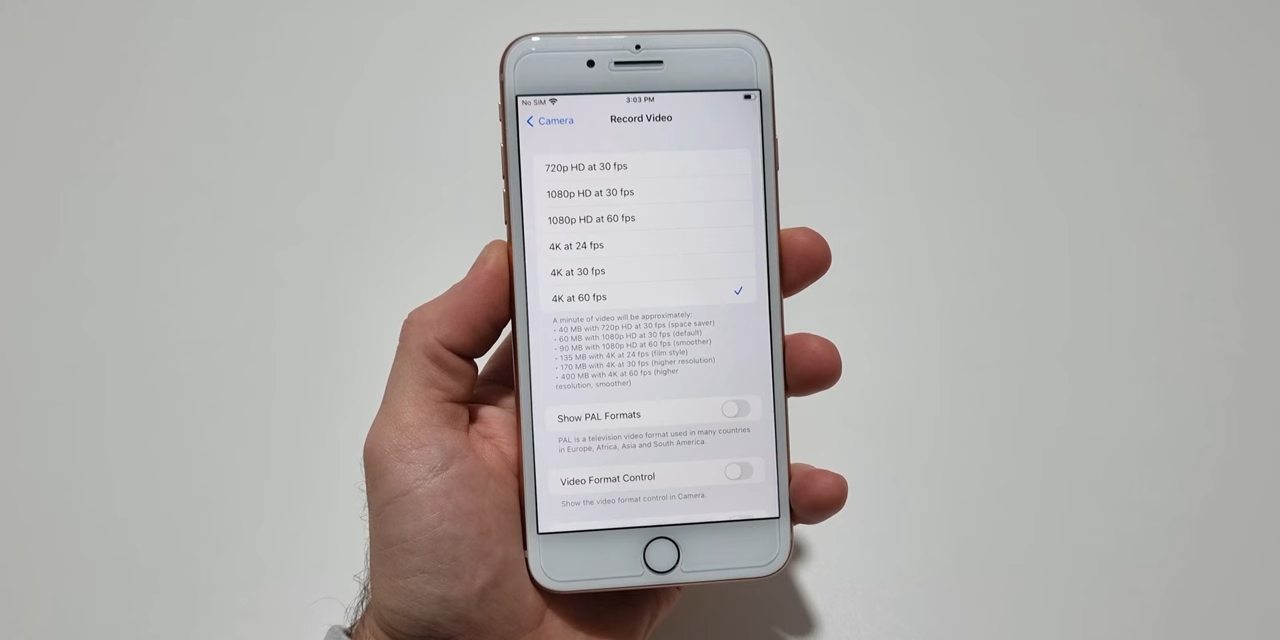 No SIM 3:03 PM
Camera Record Video
720p HD at 30 fps
1080p HD at 30 fps
1080p HD at 60 fps
4K at 24 fps
4K at 30 fps
4K at 60 fps
A minute of video will be approximately:
• 40 MB with 720p HD at 30 fps (space saver)
• 60 MB with 1080p HD at 30 fps (default)
• 90 MB with 1080p HD at 60 fps (smoother)
• 135 MB with 4K at 24 fps (film style)
• 170 MB with 4K at 30 fps (higher resolution)
• 400 MB with 4K at 60 fps (higher
resolution, smoother)
Show PAL Formats
PAL is a television video format used in many countries
in Europe, Africa, Asia and South America.
Video Format Control
Show the video format control in Camera.